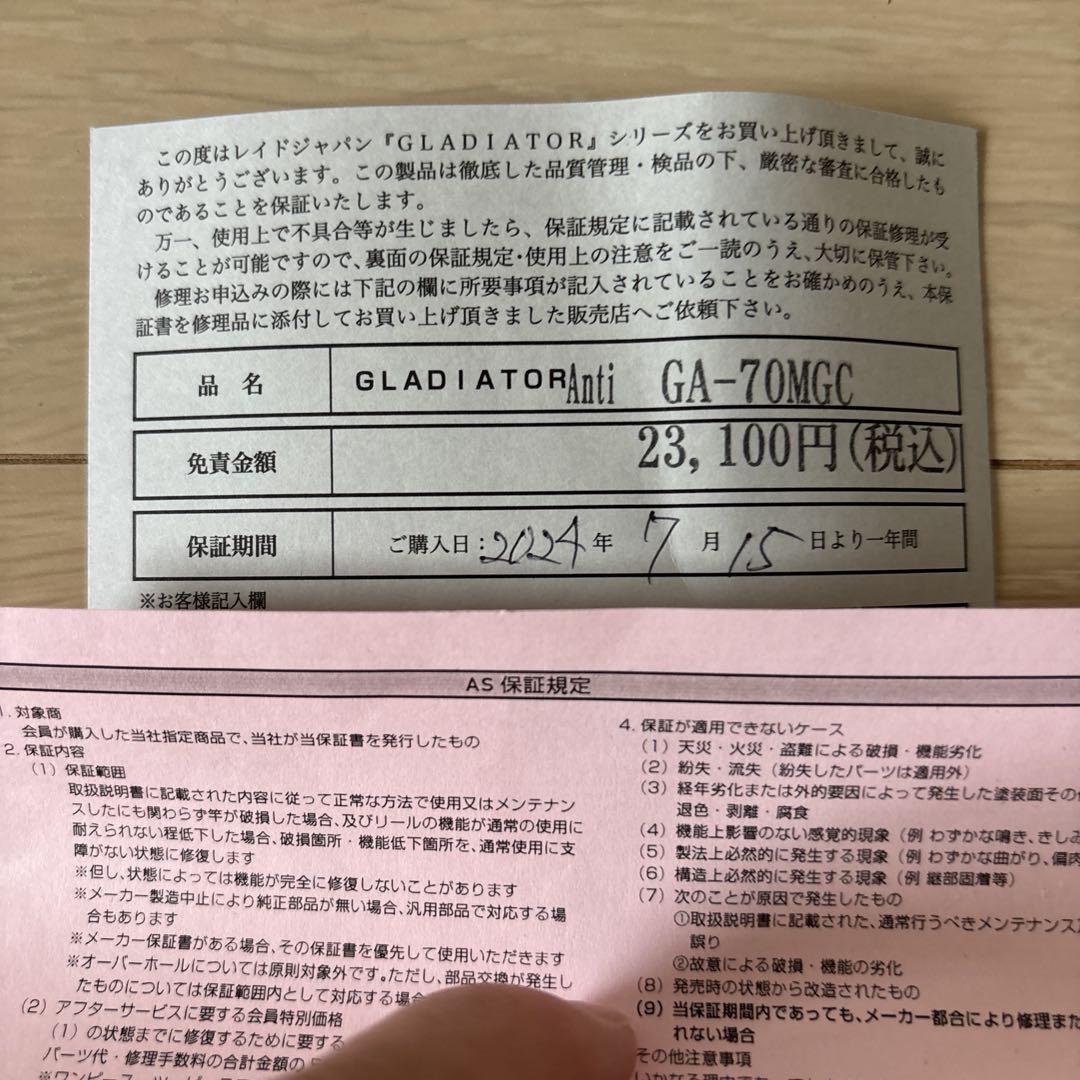 この度はレイドジャパン『GLADIATOR』シリーズをお買い上げ頂きまして、誠に
ありがとうございます。この製品は徹底した品質管理・検品の下、厳密な審査に合格したも
のであることを保証いたします。
万一、使用上で不具合等が生じましたら、保証規定に記載されている通りの保証修理が受
けることが可能ですので、裏面の保証規定・使用上の注意をご一読のうえ、大切に保管下さい。
修理お申込みの際には下記の欄に所要事項が記入されていることをお確かめのうえ、本保
証書を修理品に添付してお買い上げ頂きました販売店へご依頼下さい。
品 名 GLADIATOR Anti GA-70MGC
免責金額 23,100円(税込)
保証期間 ご購入日:2024年 7月 15日より一年間
※お客様記入欄
AS 保証規定
1. 対象商
会員が購入した当社指定商品で、当社が当保証書を発行したもの
2. 保証内容
(1) 保証範囲
取扱説明書に記載された内容に従って正常な方法で使用又はメンテナン
スしたにも関わらず竿が破損した場合、及びリールの機能が通常の使用に
耐えられない程低下した場合、破損箇所・機能低下箇所を、通常使用に支
障がない状態に修復します
※但し、状態によっては機能が完全に修復しないことがあります
※メーカー製造中止により純正部品が無い場合、汎用部品で対応する場
合もあります
※メーカー保証書がある場合、その保証書を優先して使用いただきます
※オーバーホールについては原則対象外です。ただし、部品交換が発生し
たものについては保証範囲内として対応する場合
(2) アフターサービスに要する会員特別価格
(1) の状態までに修復するために要する
パーツ代・修理手数料の合計金額の
4. 保証が適用できないケース
(1) 天災・火災・盗難による破損・機能劣化
(2) 紛失・流失 (紛失したパーツは適用外)
(3) 経年劣化または外的要因によって発生した塗装面その
退色・剥離・腐食
(4) 機能上影響のない感覚的現象 (例 わずかな鳴き、きしみ
(5) 製法上必然的に発生する現象 (例 わずかな曲がり、偏肉
(6) 構造上必然的に発生する現象 (例 継部固着等)
(7) 次のことが原因で発生したもの
①取扱説明書に記載された、通常行うべきメンテナンス
誤り
②故意による破損・機能の劣化
(8) 発売時の状態から改造されたもの
(9) 当保証期間内であっても、メーカー都合により修理また
れない場合
その他注意事項